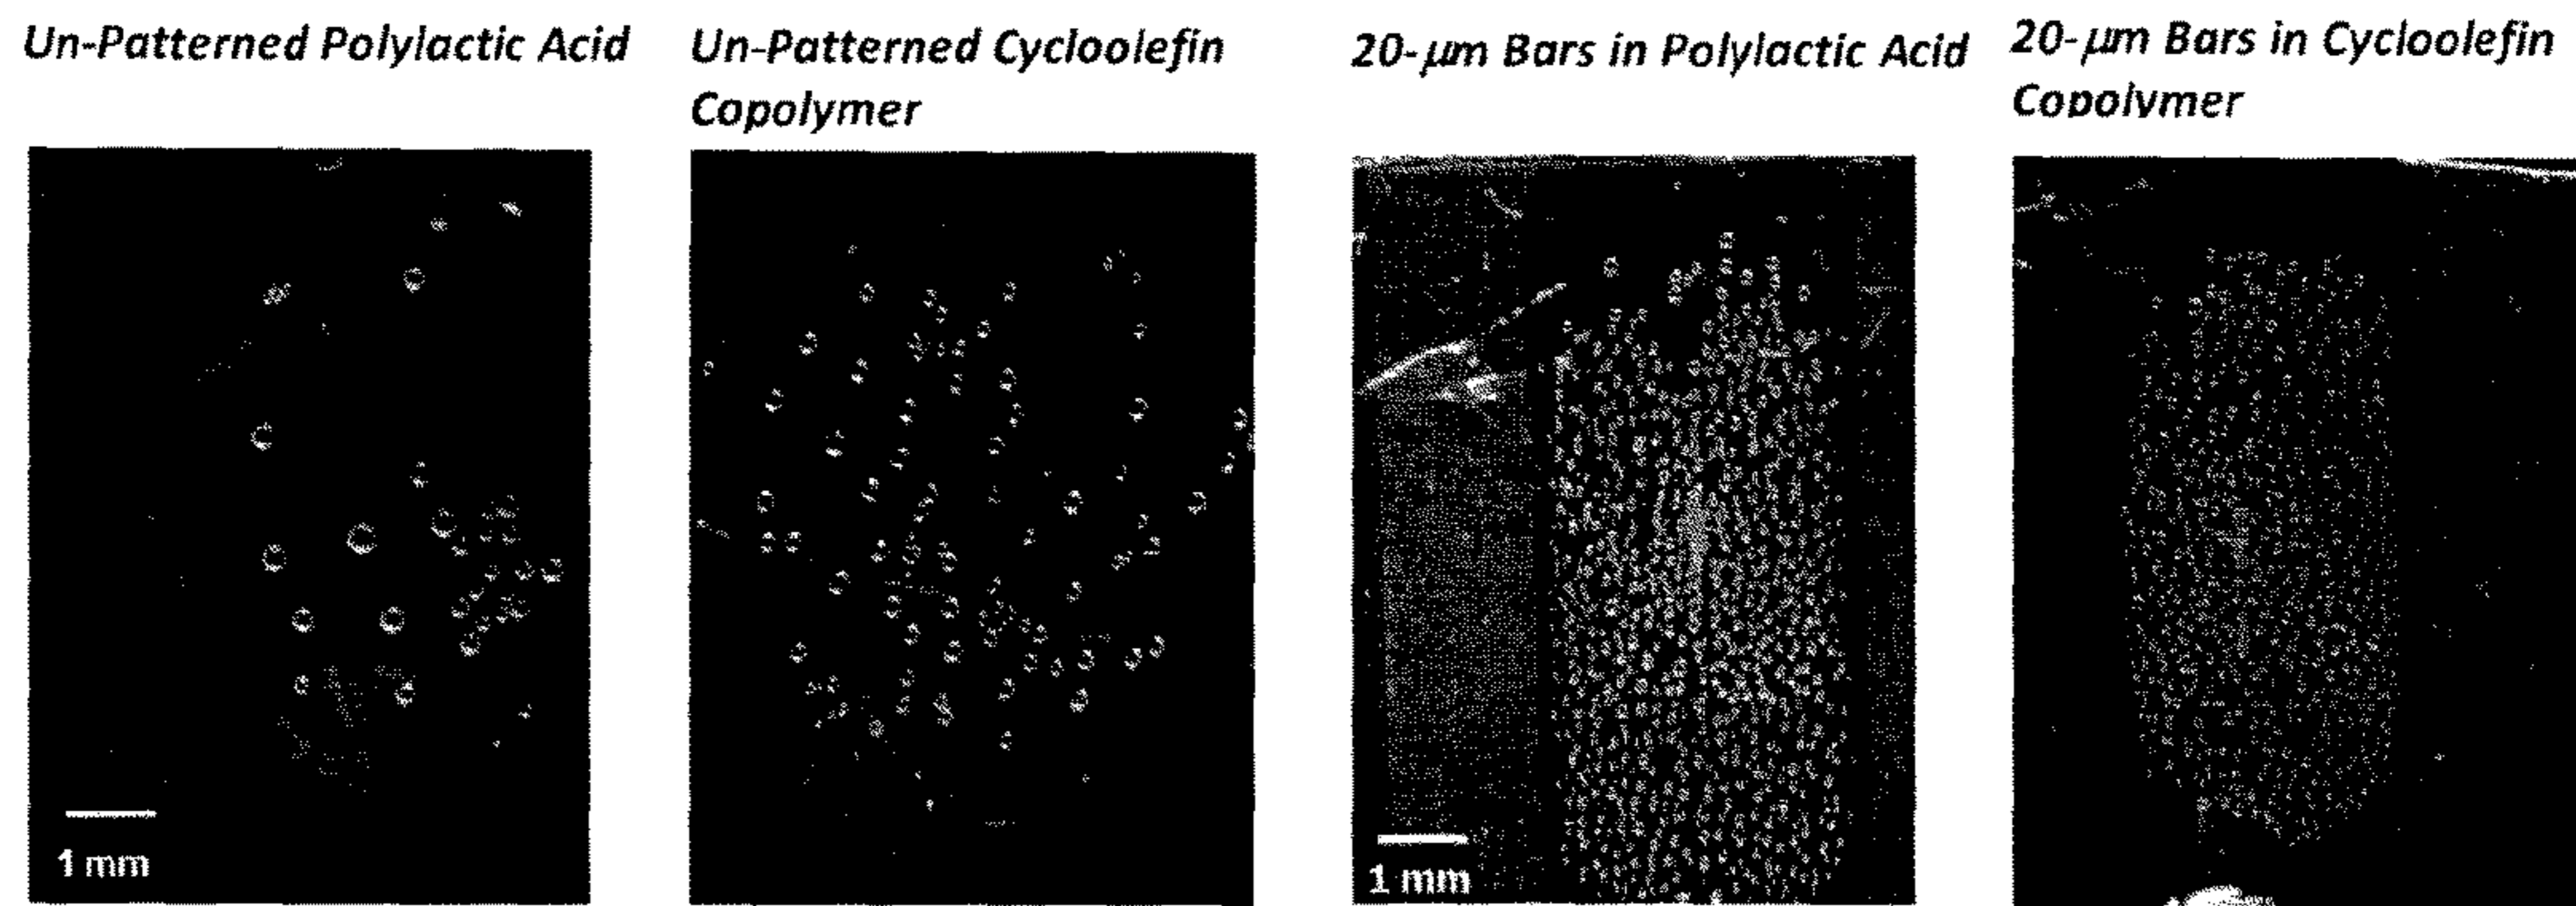 Un-Patterned Polylactic Acid
Un-Patterned Cycloolefin
Copolymer
20-μm Bars in Polylactic Acid
20-μm Bars in Cycloolefin
Copolymer
1 mm
1 mm